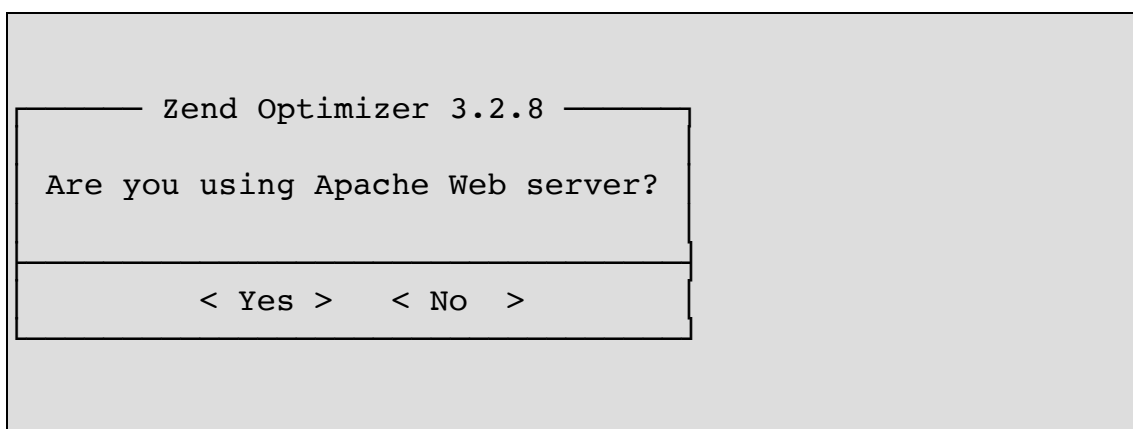 Zend Optimizer 3.2.8
Are you using Apache Web server?
< Yes > < No >